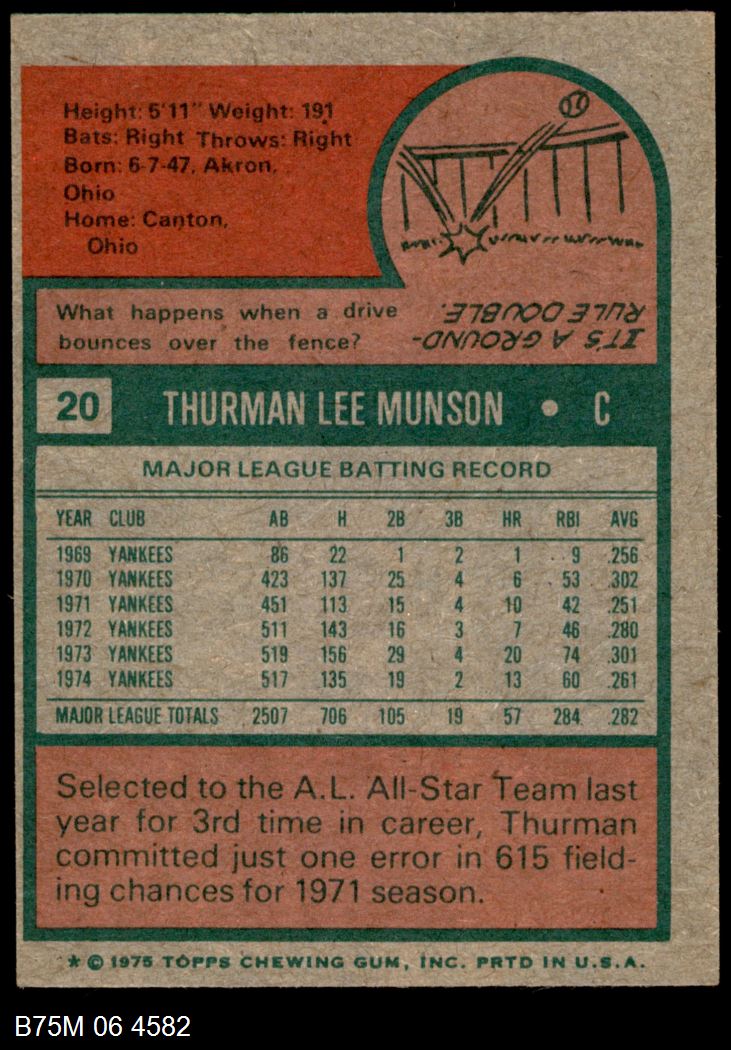 Height: 5'11" Weight: 191
Bats: Right Throws: Right
Born: 6-7-47, Akron,
Ohio
Home: Canton,
Ohio
What happens when a drive
bounces over the fence?
IT'S A GROUND-
RULE DOUBLE.
20 THURMAN LEE MUNSON • C
MAJOR LEAGUE BATTING RECORD
YEAR CLUB AB H 2B 3B HR RBI AVG
1969 YANKEES 86 22 1 2 1 9 .256
1970 YANKEES 423 137 25 4 6 53 .302
1971 YANKEES 451 113 15 4 10 42 .251
1972 YANKEES 511 143 16 3 7 46 .280
1973 YANKEES 519 156 29 4 20 74 .301
1974 YANKEES 517 135 19 2 13 60 .261
MAJOR LEAGUE TOTALS 2507 706 105 19 57 284 .282
Selected to the A.L. All-Star Team last
year for 3rd time in career, Thurman
committed just one error in 615 field-
ing chances for 1971 season.
* © 1975 TOPPS CHEWING GUM, INC. PRTD IN U.S.A.
B75M 06 4582